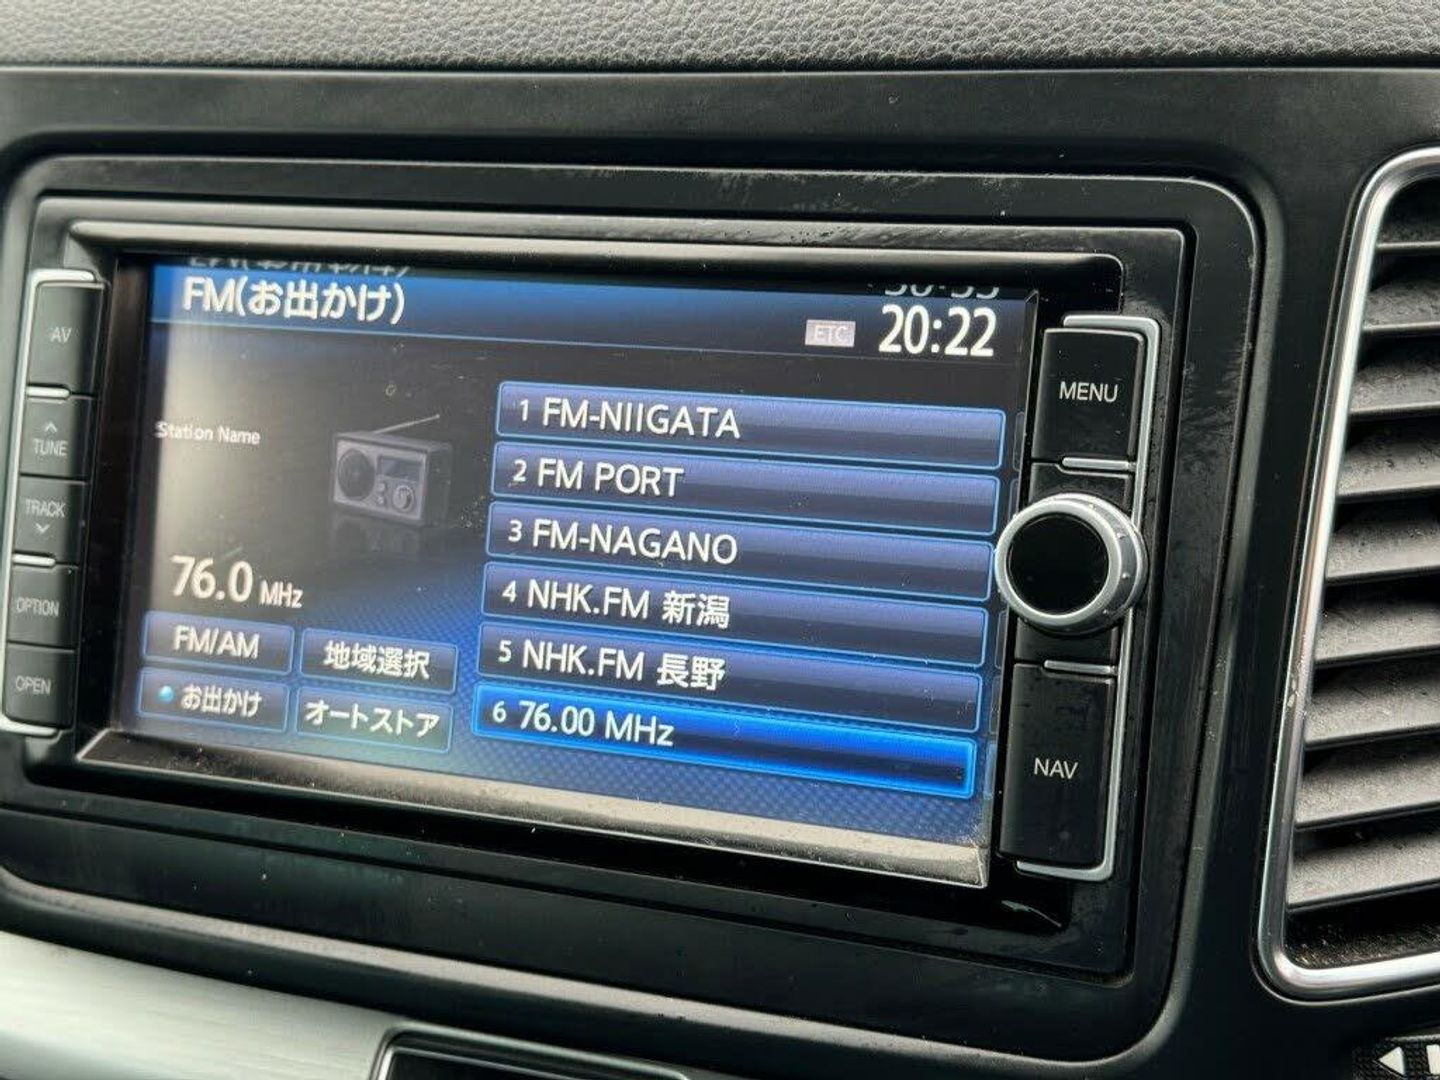 FM(お出かけ)
ETC
20:22
Station Name
76.0 MHz
FM/AM
地域選択
お出かけ
オートストア
1 FM-NIIGATA
2 FM PORT
3 FM-NAGANO
4 NHK.FM 新潟
5 NHK.FM 長野
6 76.00 MHz
AV
TUNE
TRACK
OPTION
OPEN
MENU
NAV